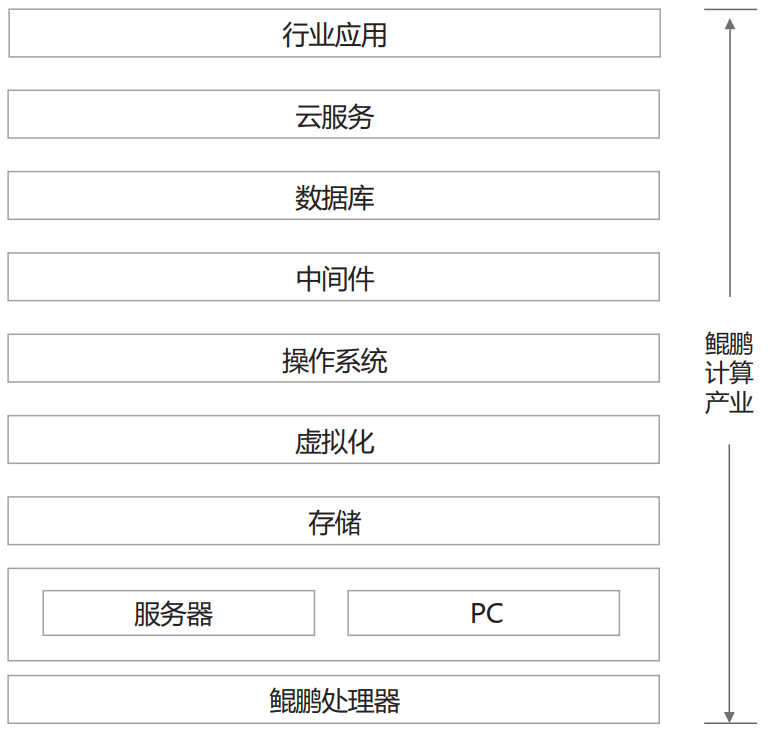 行业应用
云服务
数据库
中间件
操作系统
虚拟化
存储
服务器
PC
鲲鹏处理器
鲲鹏
计算
产业